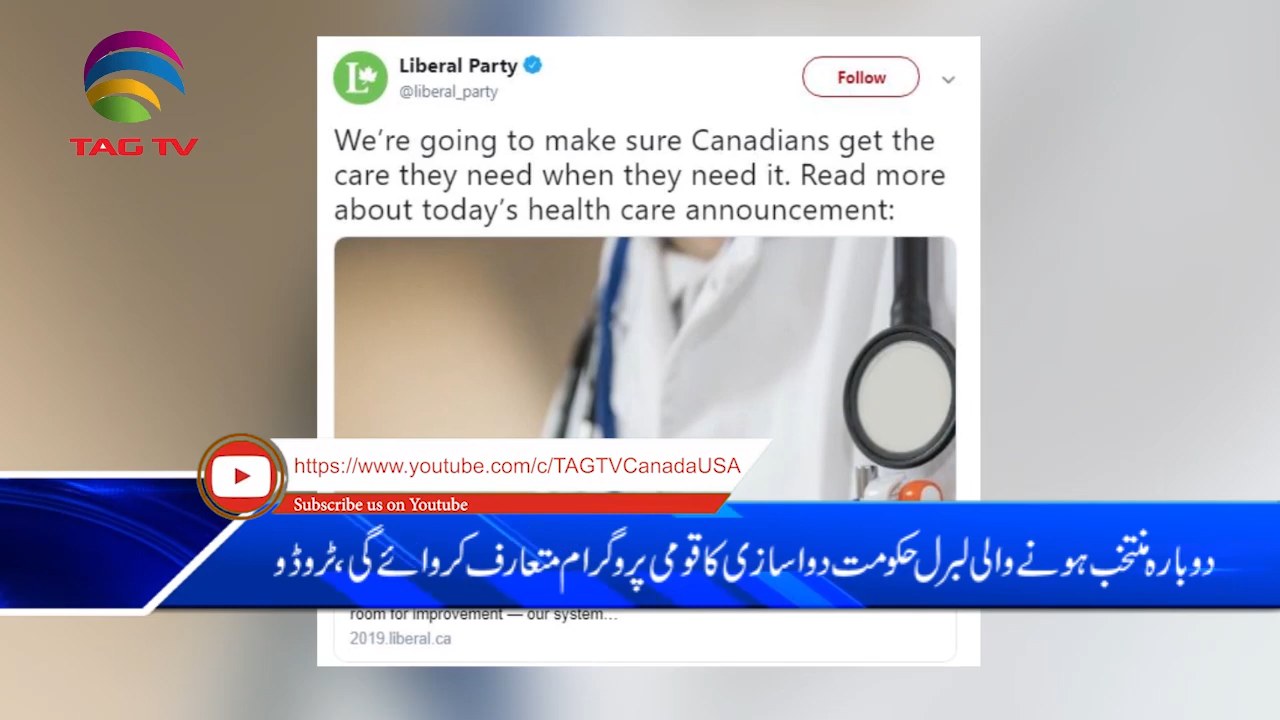 TAG TV
Liberal Party
@liberal_party
Follow
We’re going to make sure Canadians get the
care they need when they need it. Read more
about today’s health care announcement:
https://www.youtube.com/c/TAGTVCanadaUSA
Subscribe us on Youtube
دوبارہ منتخب ہونے والی لبرل حکومت دواسازی کا قومی پروگرام متعارف کروائے گی، ٹروڈو
room for improvement — our system...
2019.liberal.ca